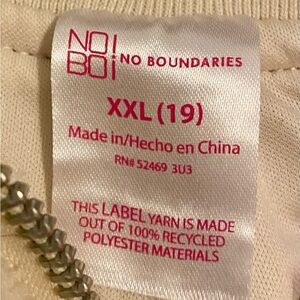 NO!
BOi NO BOUNDARIES
XXL (19)
Made in/Hecho en China
RN# 52469 3U3
THIS LABEL YARN IS MADE
OUT OF 100% RECYCLED
POLYESTER MATERIALS